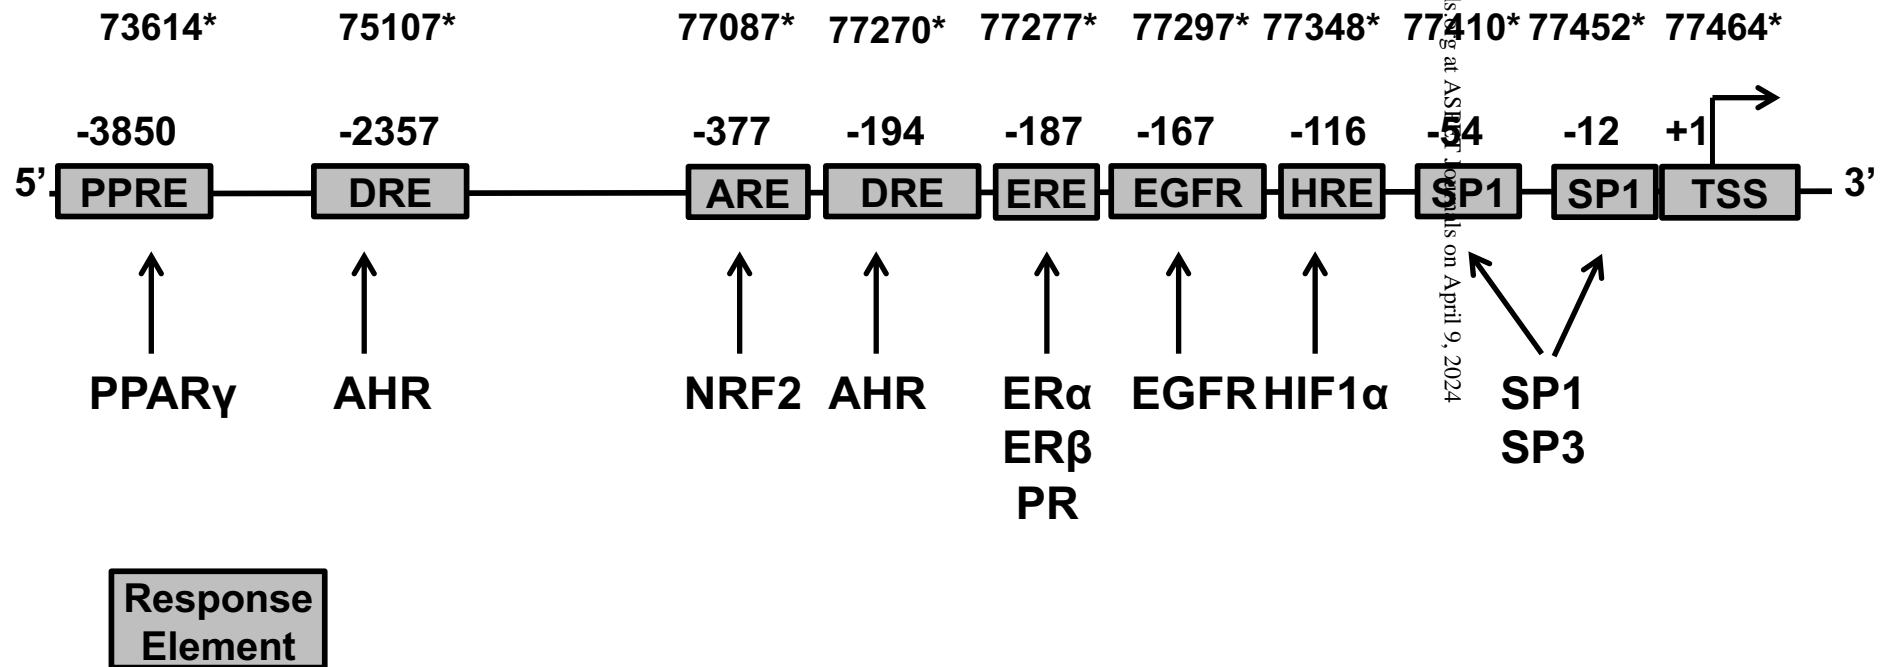 73614* 75107* 77087* 77270* 77277* 77297* 77348* 77410* 77452* 77464*
-3850 -2357 -377 -194 -187 -167 -116 -54 -12 +1
5’ PPRE DRE ARE DRE ERE EGFR HRE SP1 SP1 TSS 3’
PPARγ AHR NRF2 AHR ERα EGFR HIF1α SP1
ERβ SP3
PR
Response
Element
at ASPET Journals on April 9, 2024